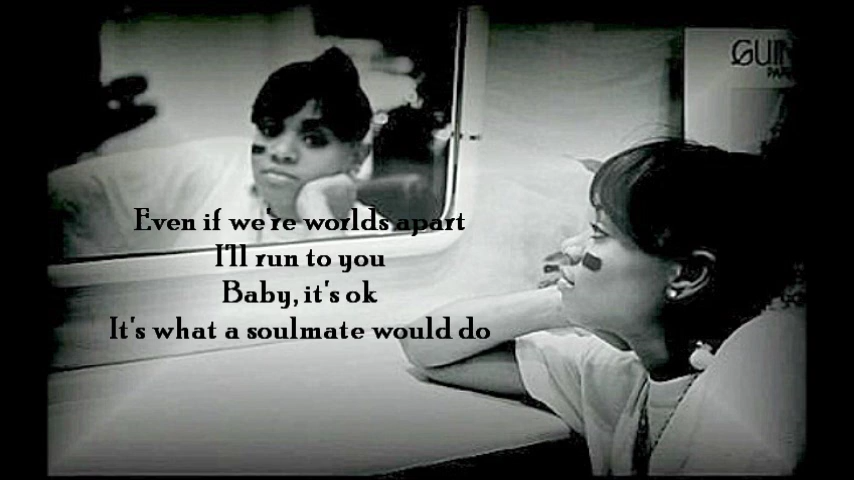 Even if we're worlds apart
I'll run to you
Baby, it's ok
It's what a soulmate would do